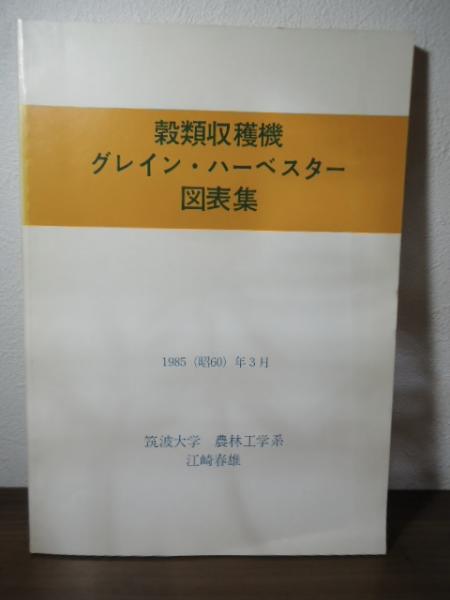 穀類収穫機
グレイン・ハーベスター
図表集
1985（昭60）年3月
筑波大学 農林工学系
江崎春雄